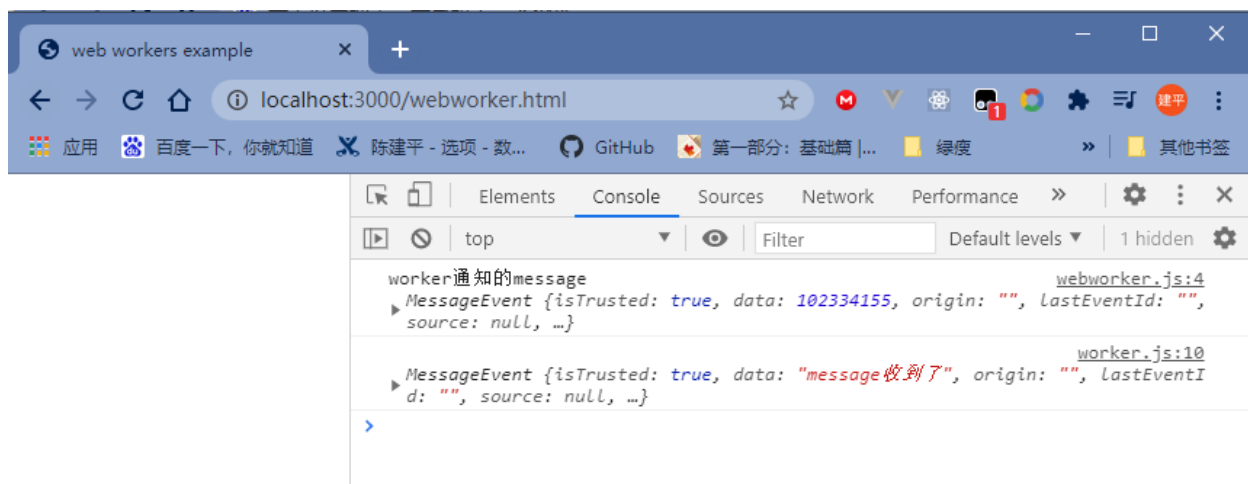 web workers example
localhost:3000/webworker.html
1
建平
应用
百度一下，你就知道
陈建平 - 选项 - 数...
GitHub
第一部分：基础篇 |...
绿瘦
»
其他书签
Elements Console Sources Network Performance »
top Filter Default levels 1 hidden
worker通知的message webworker.js:4
MessageEvent {isTrusted: true, data: 102334155, origin: "", lastEventId: "",
source: null, …}
worker.js:10
MessageEvent {isTrusted: true, data: "message收到了", origin: "", lastEventI
d: "", source: null, …}